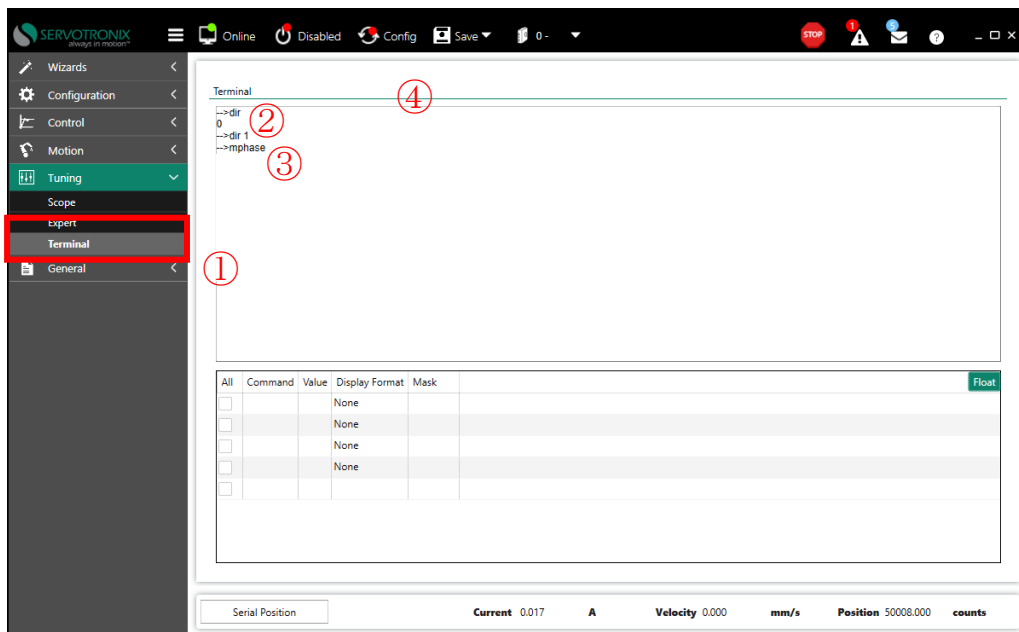 SERVOTRONIX
always in motion™
Online
Disabled
Config
Save
0 -
STOP
1
5
?
Wizards
Configuration
Control
Motion
Tuning
Scope
Expert
Terminal
General
Terminal
④
-->dir
②
0
-->dir 1
-->mphase
③
①
All Command Value Display Format Mask
Float
None
None
None
None
Serial Position
Current 0.017 A
Velocity 0.000 mm/s
Position 50008.000 counts